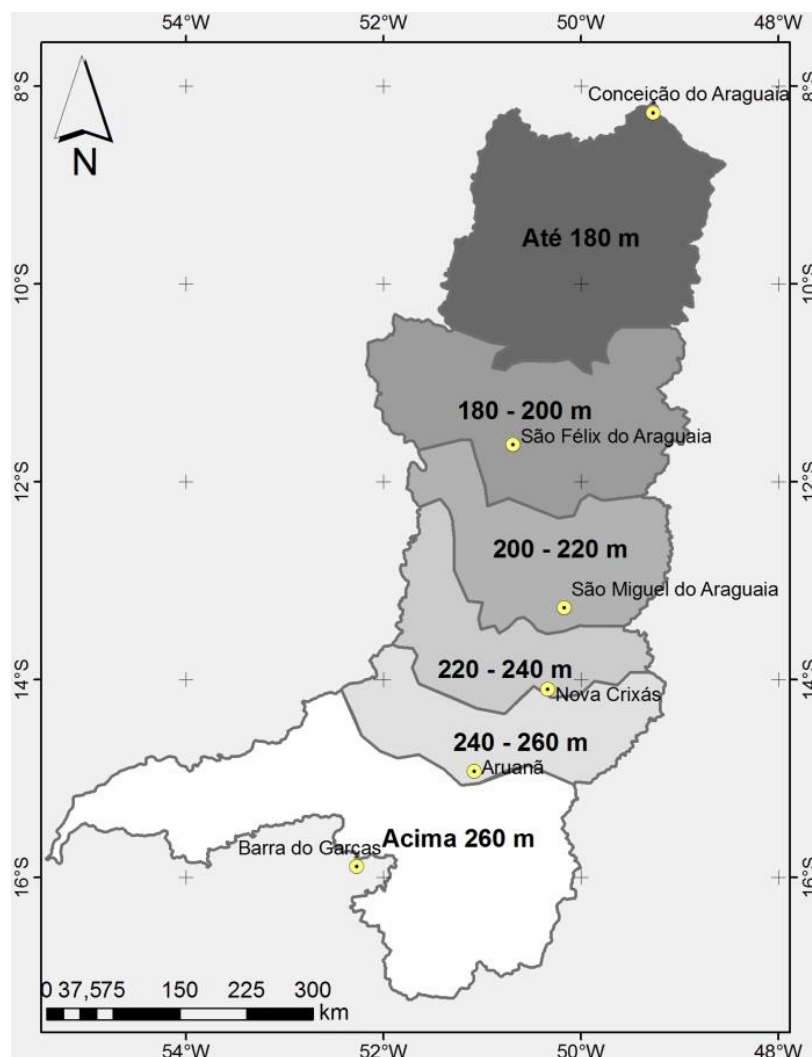 54°W 52°W 50°W 48°W
8°S 8°S
Conceição do Araguaia
N
Até 180 m
10°S 10°S
180 - 200 m
São Félix do Araguaia
12°S 12°S
200 - 220 m
São Miguel do Araguaia
220 - 240 m
14°S 14°S
Nova Crixás
240 - 260 m
Aruanã
Acima 260 m
Barra do Garças
16°S 16°S
0 37,575 150 225 300
km
54°W 52°W 50°W 48°W